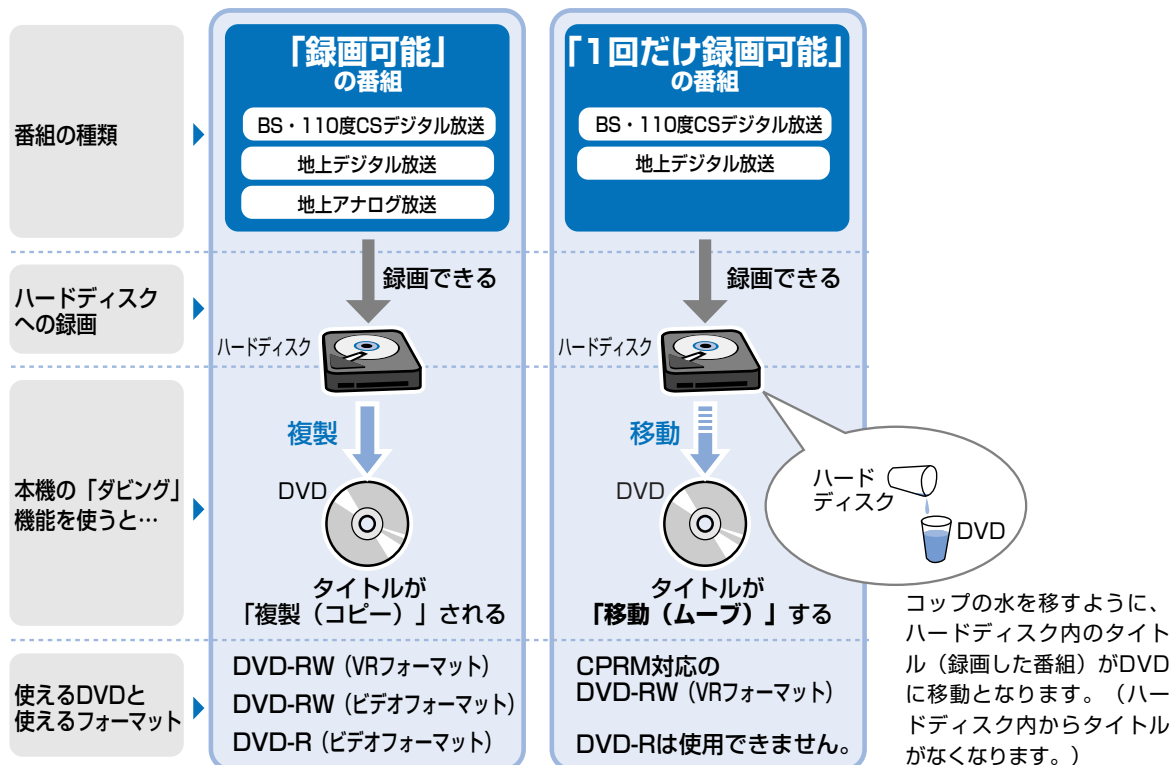 番組の種類
「録画可能」
の番組
BS・110度CSデジタル放送
地上デジタル放送
地上アナログ放送
「1回だけ録画可能」
の番組
BS・110度CSデジタル放送
地上デジタル放送
ハードディスク
への録画
録画できる
ハードディスク
録画できる
ハードディスク
本機の「ダビング」
機能を使うと…
複製
DVD
タイトルが
「複製（コピー）」される
移動
DVD
タイトルが
「移動（ムーブ）」する
ハード
ディスク
DVD
コップの水を移すように、
ハードディスク内のタイト
ル（録画した番組）がDVD
に移動となります。（ハー
ドディスク内からタイトル
がなくなります。）
使えるDVDと
使えるフォーマット
DVD-RW（VRフォーマット）
DVD-RW（ビデオフォーマット）
DVD-R（ビデオフォーマット）
CPRM対応の
DVD-RW（VRフォーマット）
DVD-Rは使用できません。